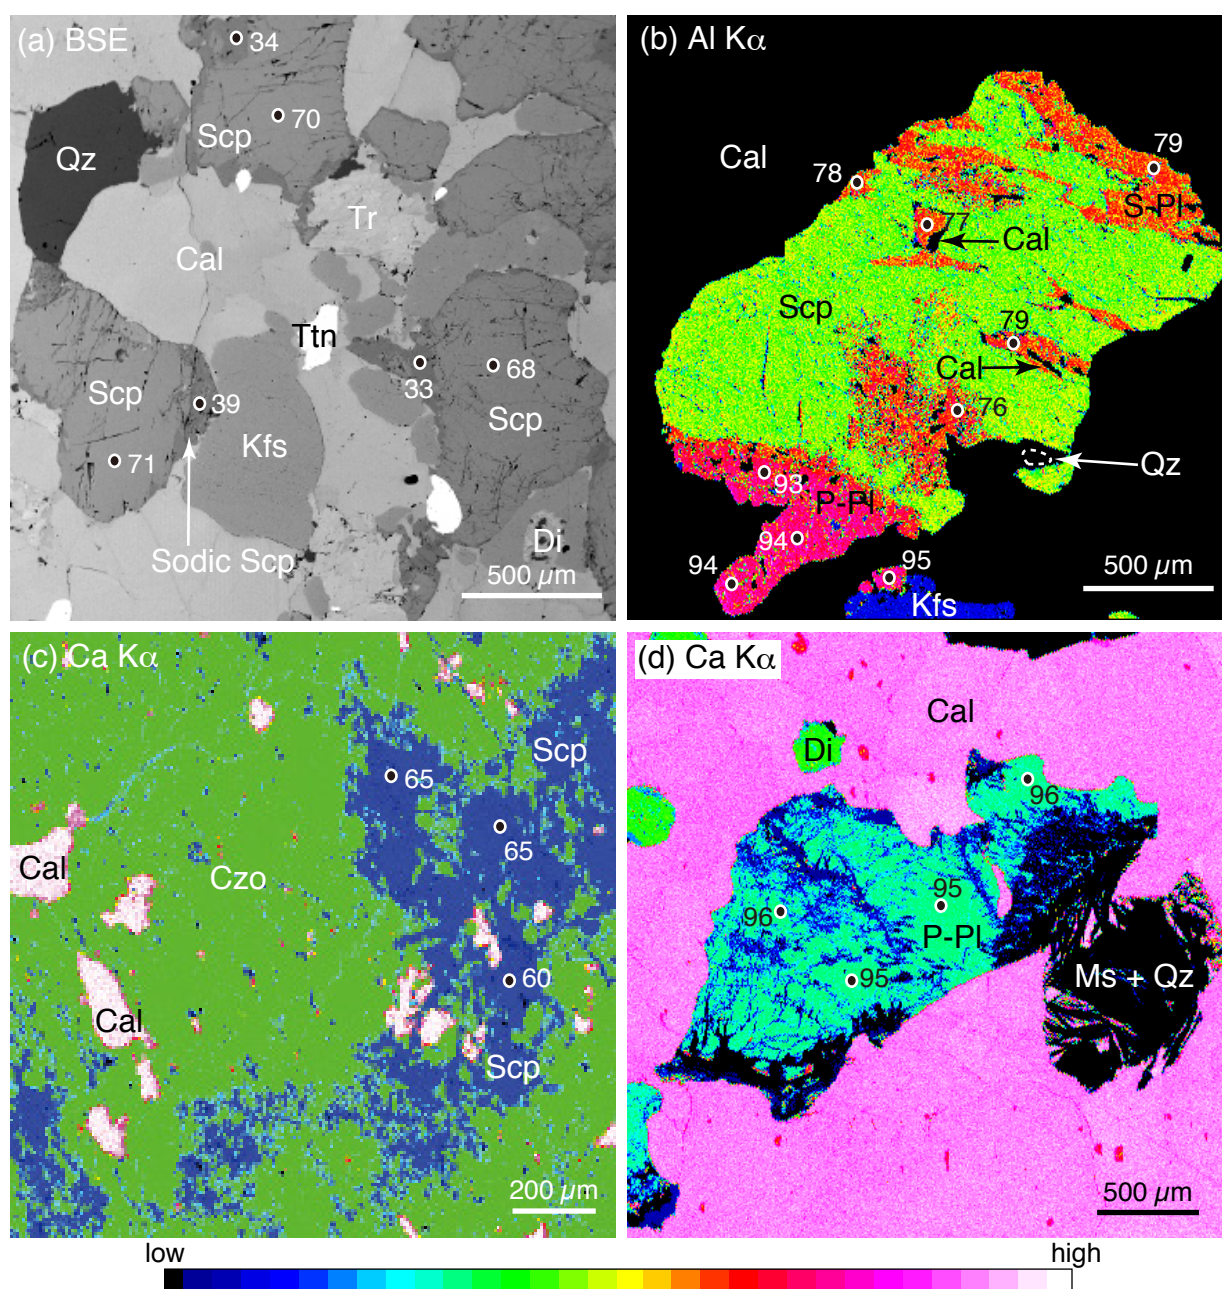 (a) BSE
34
70
Scp
Qz
Tr
Cal
Ttn
Scp
39
33
68
Scp
Kfs
71
Sodic Scp
Di
500 µm
(b) Al Kα
Cal
79
78
S-Pl
77
Cal
Scp
79
Cal
76
Qz
93
P-Pl
94
94
95
Kfs
500 µm
(c) Ca Kα
Scp
65
65
Cal
Czo
60
Cal
Scp
200 µm
(d) Ca Kα
Cal
Di
96
95
96
P-Pl
95
Ms + Qz
500 µm
low
high